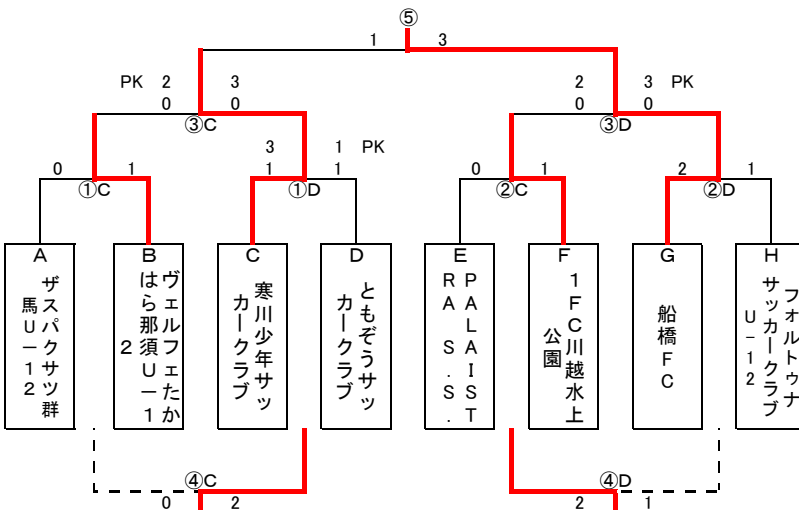 ⑤
1 3
PK 2 3
0 0
③C
2 3 PK
0 0
③D
3 1 PK
0 1 1 1
①C ①D
0 1 2 1
②C ②D
A
ザスパクサツ群
馬U-12
B
ヴェルフェたか
はら那須U-1
2
C
寒川少年サッ
カークラブ
D
ともぞうサッ
カークラブ
E
PALAIST
RA S.S.
F
1FC川越水上
公園
G
船橋FC
H
フォルトゥナ
サッカークラブ
U-12
④C
0 2
④D
2 1